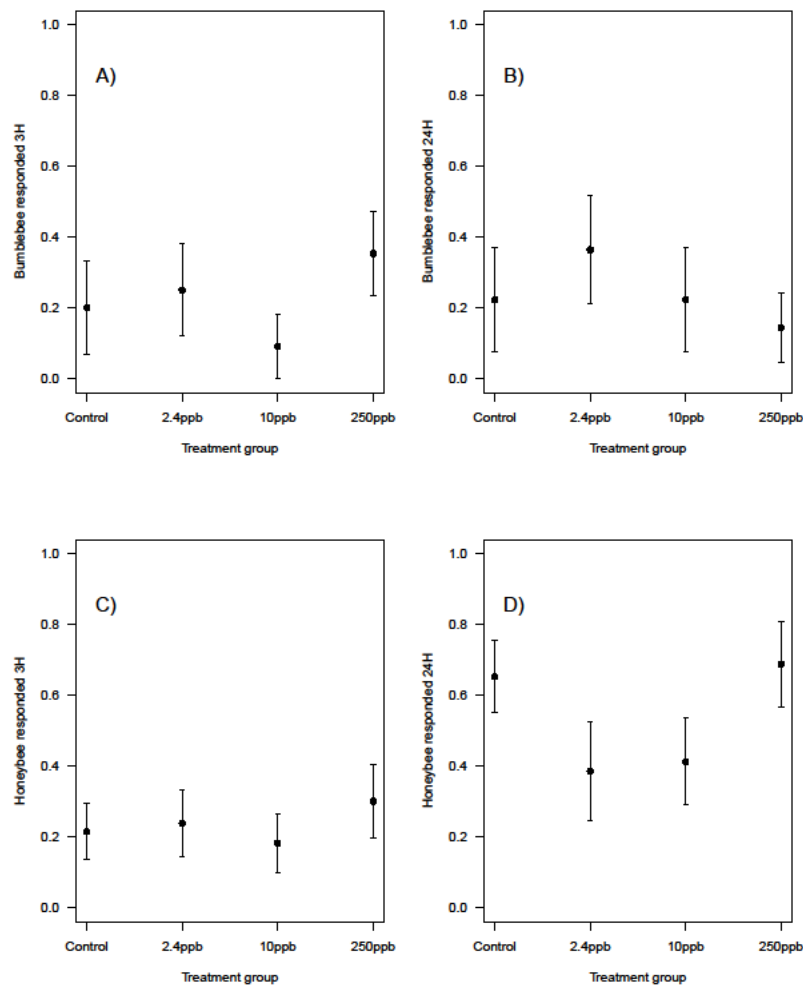 A)
Bumblebee responded 3H
1.0
0.8
0.6
0.4
0.2
0.0
Control 2.4ppb 10ppb 250ppb
Treatment group
B)
Bumblebee responded 24H
1.0
0.8
0.6
0.4
0.2
0.0
Control 2.4ppb 10ppb 250ppb
Treatment group
C)
Honeybee responded 3H
1.0
0.8
0.6
0.4
0.2
0.0
Control 2.4ppb 10ppb 250ppb
Treatment group
D)
Honeybee responded 24H
1.0
0.8
0.6
0.4
0.2
0.0
Control 2.4ppb 10ppb 250ppb
Treatment group